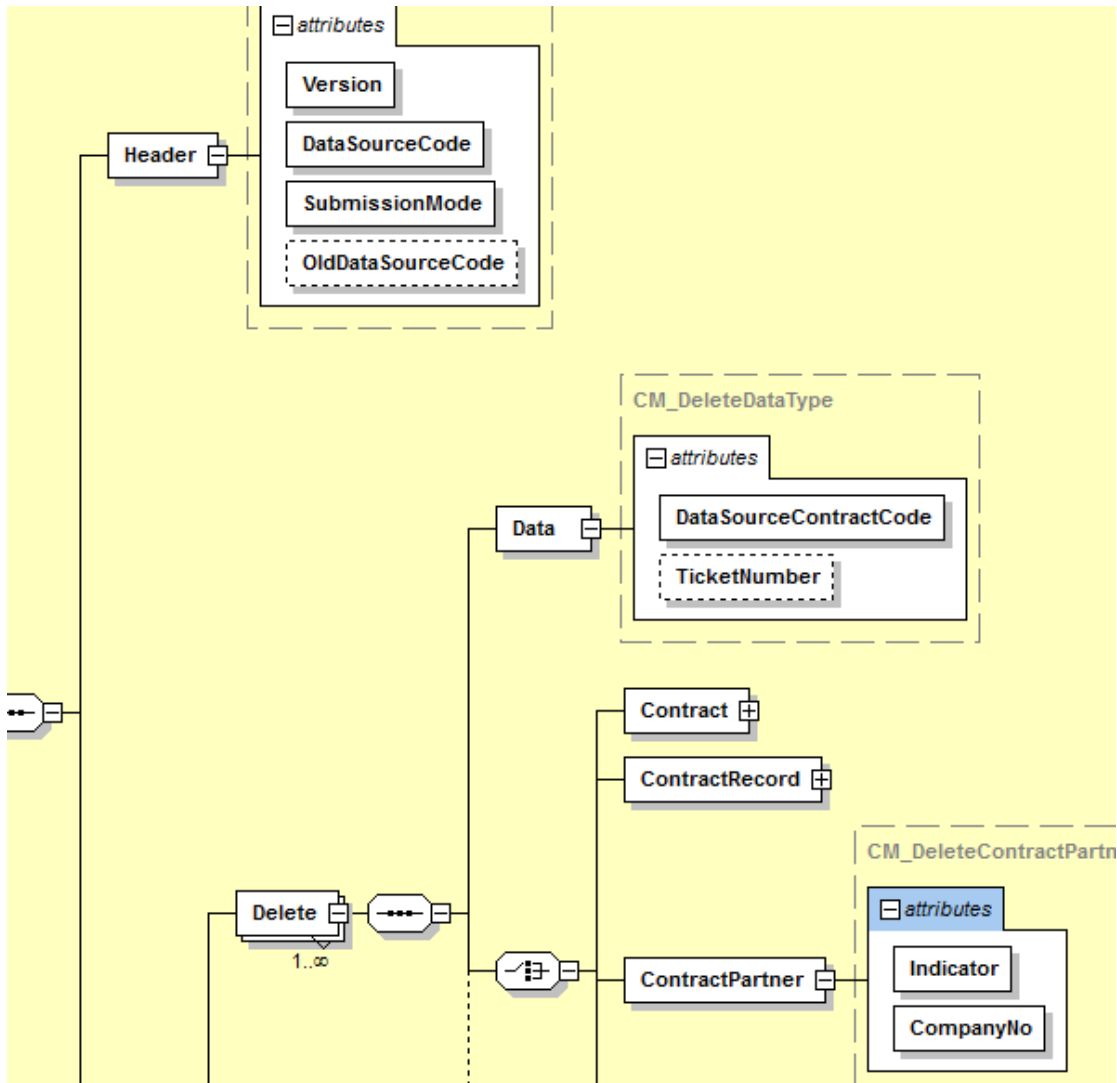 attributes
Version
Header
DataSourceCode
SubmissionMode
OldDataSourceCode
CM_DeleteDataType
attributes
DataSourceContractCode
Data
TicketNumber
Contract
ContractRecord
CM_DeleteContractPartn
attributes
Delete
1..∞
Indicator
ContractPartner
CompanyNo